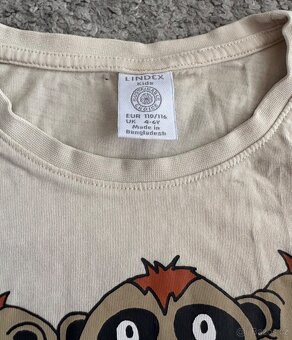 LINDEX
Kids
EUR 110/116
UK 4-6Y
Made in
Bangladesh